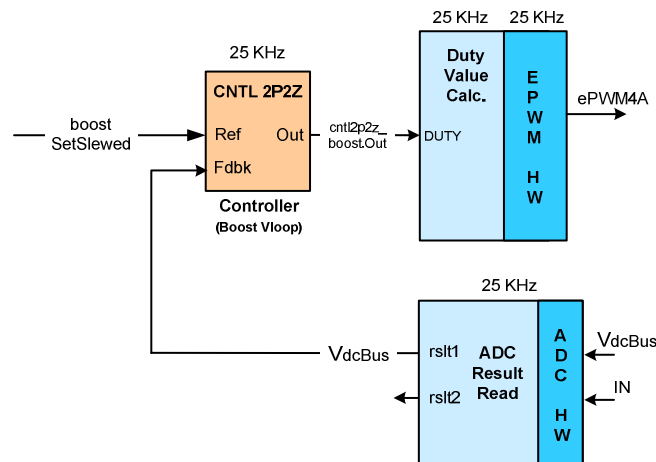 25 KHz
25 KHz
25 KHz
CNTL 2P2Z
Ref
Out
Fdbk
boost
SetSlewed
Controller
(Boost Vloop)
cntl2p2z_
boost.Out
Duty
Value
Calc.
DUTY
E
P
W
M
H
W
ePWM4A
25 KHz
VdcBus
rslt1
rslt2
ADC
Result
Read
A
D
C
H
W
VdcBus
IN